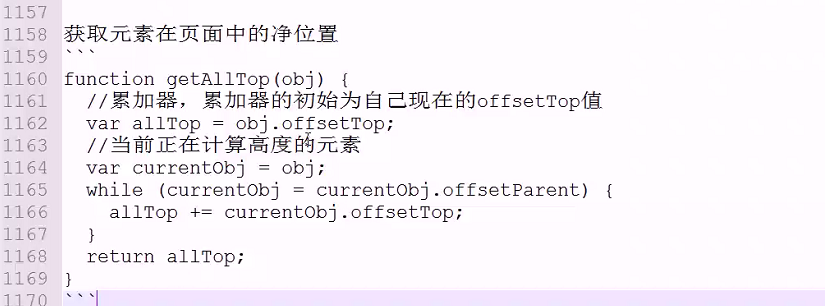 1157
1158 获取元素在页面中的净位置
1159 ```
1160 function getAllTop(obj) {
1161   //累加器，累加器的初始为自己现在的offsetTop值
1162   var allTop = obj.offsetTop;
1163   //当前正在计算高度的元素
1164   var currentObj = obj;
1165   while (currentObj = currentObj.offsetParent) {
1166     allTop += currentObj.offsetTop;
1167   }
1168   return allTop;
1169 }
1170 ```